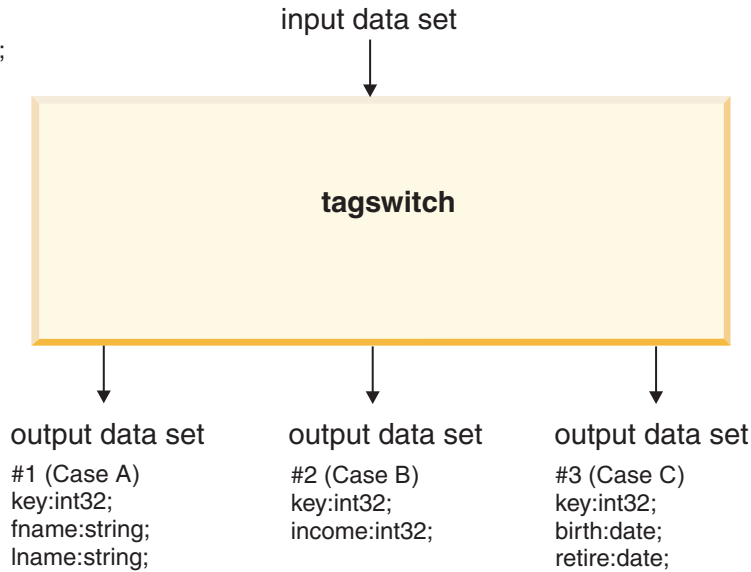 input data set
;
tagswitch
output data set
#1 (Case A)
key:int32;
fname:string;
lname:string;
output data set
#2 (Case B)
key:int32;
income:int32;
output data set
#3 (Case C)
key:int32;
birth:date;
retire:date;